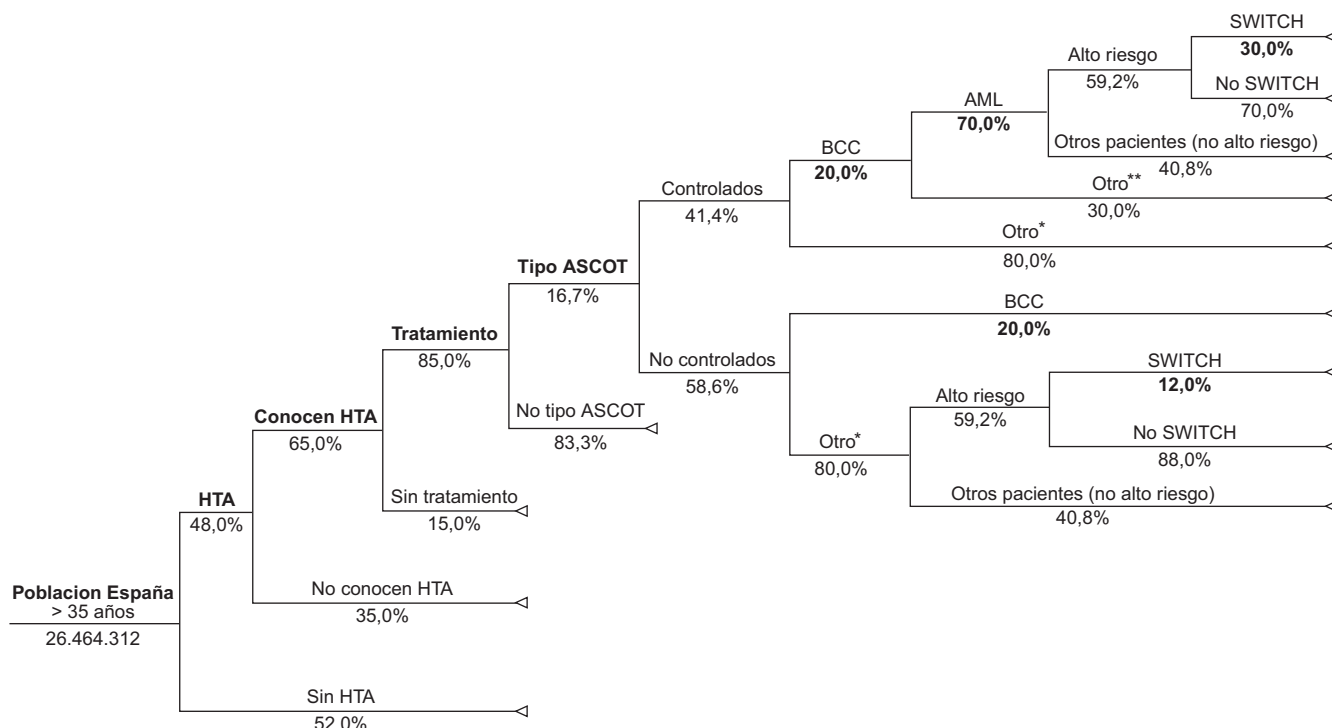 SWITCH
30,0%
Alto riesgo
59,2%
No SWITCH
70,0%
AML
70,0%
Otros pacientes (no alto riesgo)
40,8%
BCC
20,0%
Otro**
30,0%
Controlados
41,4%
Otro*
80,0%
Tipo ASCOT
16,7%
BCC
20,0%
Tratamiento
85,0%
No controlados
58,6%
SWITCH
12,0%
Alto riesgo
59,2%
No SWITCH
88,0%
No tipo ASCOT
83,3%
Conocen HTA
65,0%
Otro*
80,0%
Otros pacientes (no alto riesgo)
40,8%
HTA
48,0%
Sin tratamiento
15,0%
No conocen HTA
35,0%
Poblacion España
> 35 años
26.464.312
Sin HTA
52,0%